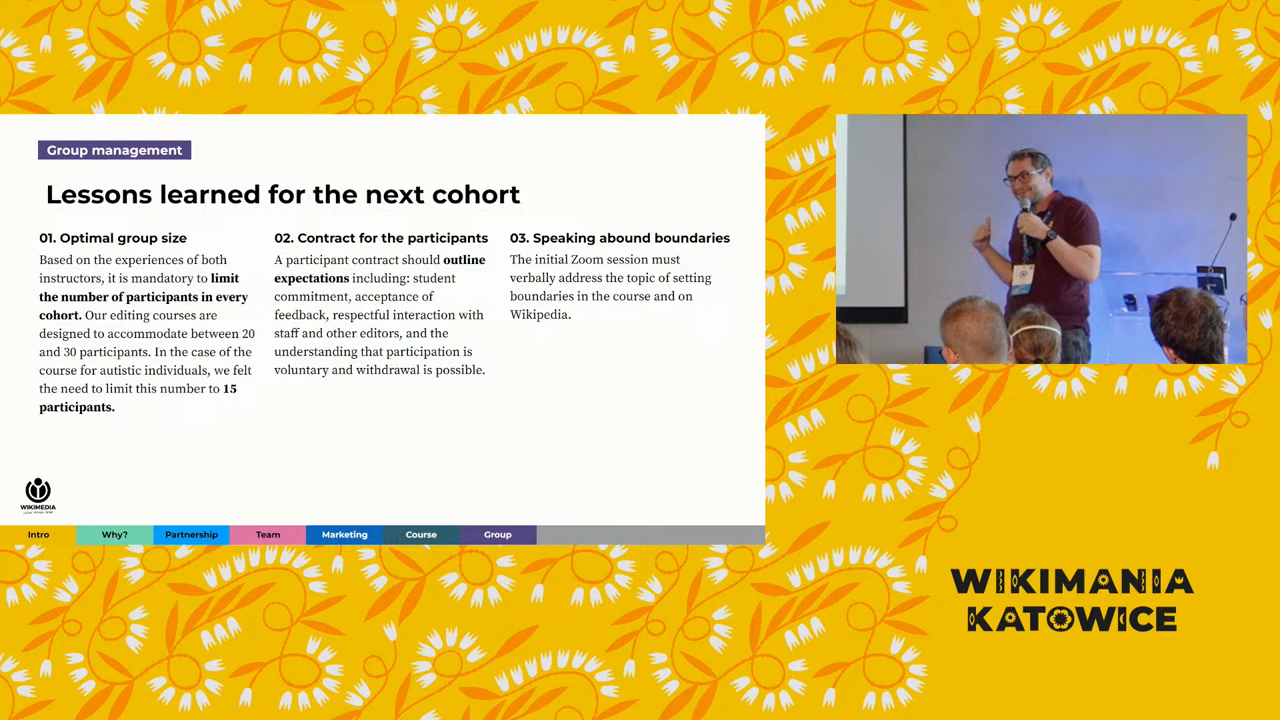 Group management
Lessons learned for the next cohort
01. Optimal group size
Based on the experiences of both
instructors, it is mandatory to limit
the number of participants in every
cohort. Our editing courses are
designed to accommodate between 20
and 30 participants. In the case of the
course for autistic individuals, we felt
the need to limit this number to 15
participants.
02. Contract for the participants
A participant contract should outline
expectations including: student
commitment, acceptance of
feedback, respectful interaction with
staff and other editors, and the
understanding that participation is
voluntary and withdrawal is possible.
03. Speaking abound boundaries
The initial Zoom session must
verbally address the topic of setting
boundaries in the course and on
Wikipedia.
WIKIMEDIA
Intro
Why?
Partnership
Team
Marketing
Course
Group
WIKIMANIA
KATOWICE